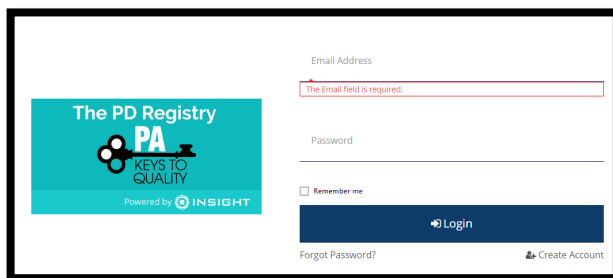 Email Address
*
The Email field is required.
The PD Registry
PA
KEYS TO
QUALITY
Powered by INSIGHT
Password
Remember me
Login
Forgot Password?
Create Account